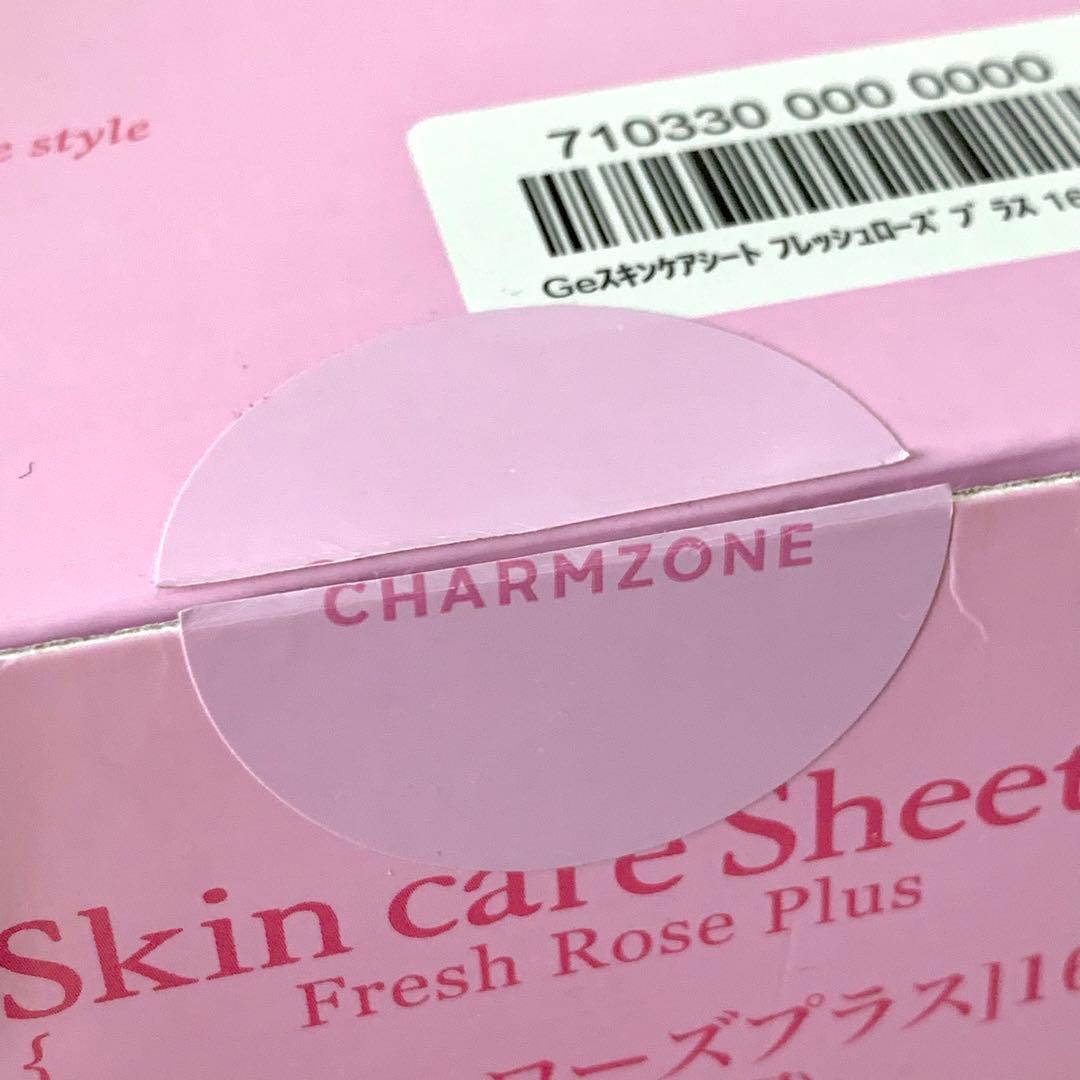 e style
710330 000 0000
Geスキンケアシート フレッシュローズ プラス 16
CHARMZONE
Skin care Sheet
Fresh Rose Plus
ローズプラス]16